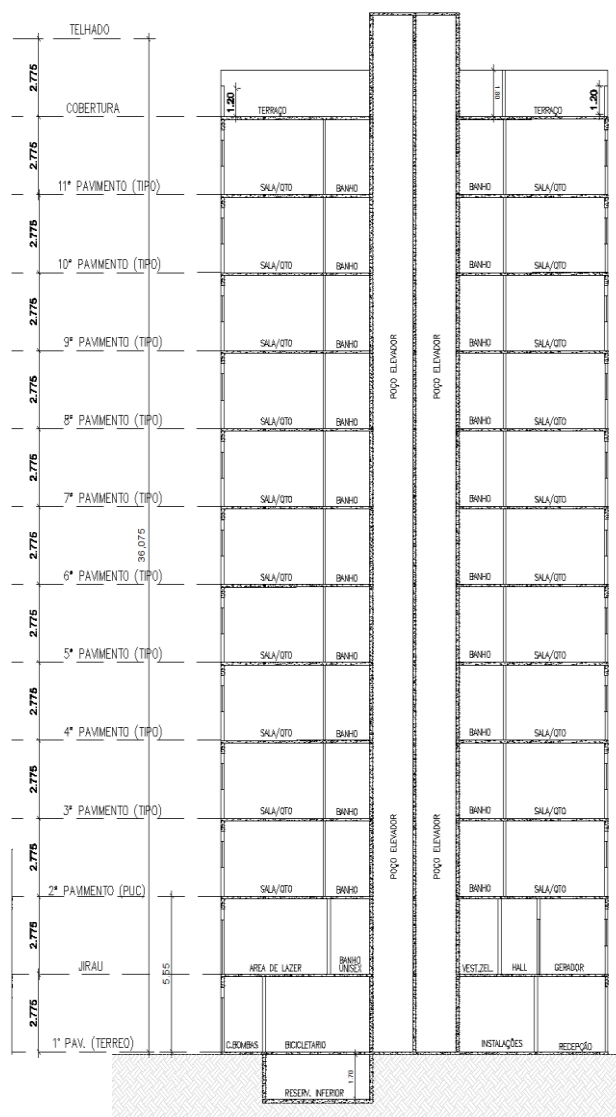 TELHADO
2.775
1.20
1.80
1.20
COBERTURA
TERRAÇO
TERRAÇO
2.775
11º PAVIMENTO (TIPO)
SALA/QTO
BANHO
BANHO
SALA/QTO
2.775
10º PAVIMENTO (TIPO)
SALA/QTO
BANHO
BANHO
SALA/QTO
2.775
9º PAVIMENTO (TIPO)
SALA/QTO
BANHO
BANHO
SALA/QTO
POÇO ELEVADOR
POÇO ELEVADOR
2.775
8º PAVIMENTO (TIPO)
SALA/QTO
BANHO
BANHO
SALA/QTO
2.775
7º PAVIMENTO (TIPO)
SALA/QTO
BANHO
BANHO
SALA/QTO
36,075
2.775
6º PAVIMENTO (TIPO)
SALA/QTO
BANHO
BANHO
SALA/QTO
2.775
5º PAVIMENTO (TIPO)
SALA/QTO
BANHO
BANHO
SALA/QTO
2.775
4º PAVIMENTO (TIPO)
SALA/QTO
BANHO
BANHO
SALA/QTO
2.775
3º PAVIMENTO (TIPO)
SALA/QTO
BANHO
BANHO
SALA/QTO
POÇO ELEVADOR
POÇO ELEVADOR
2.775
2º PAVIMENTO (PUC)
SALA/QTO
BANHO
BANHO
SALA/QTO
2.775
5,55
JIRAU
AREA DE LAZER
BANHO
UNISEX
VEST.ZEL.
HALL
GERADOR
2.775
1º PAV. (TERREO)
C.BOMBAS
BICICLETARIO
INSTALAÇÕES
RECEPÇÃO
1.70
RESERV. INFERIOR